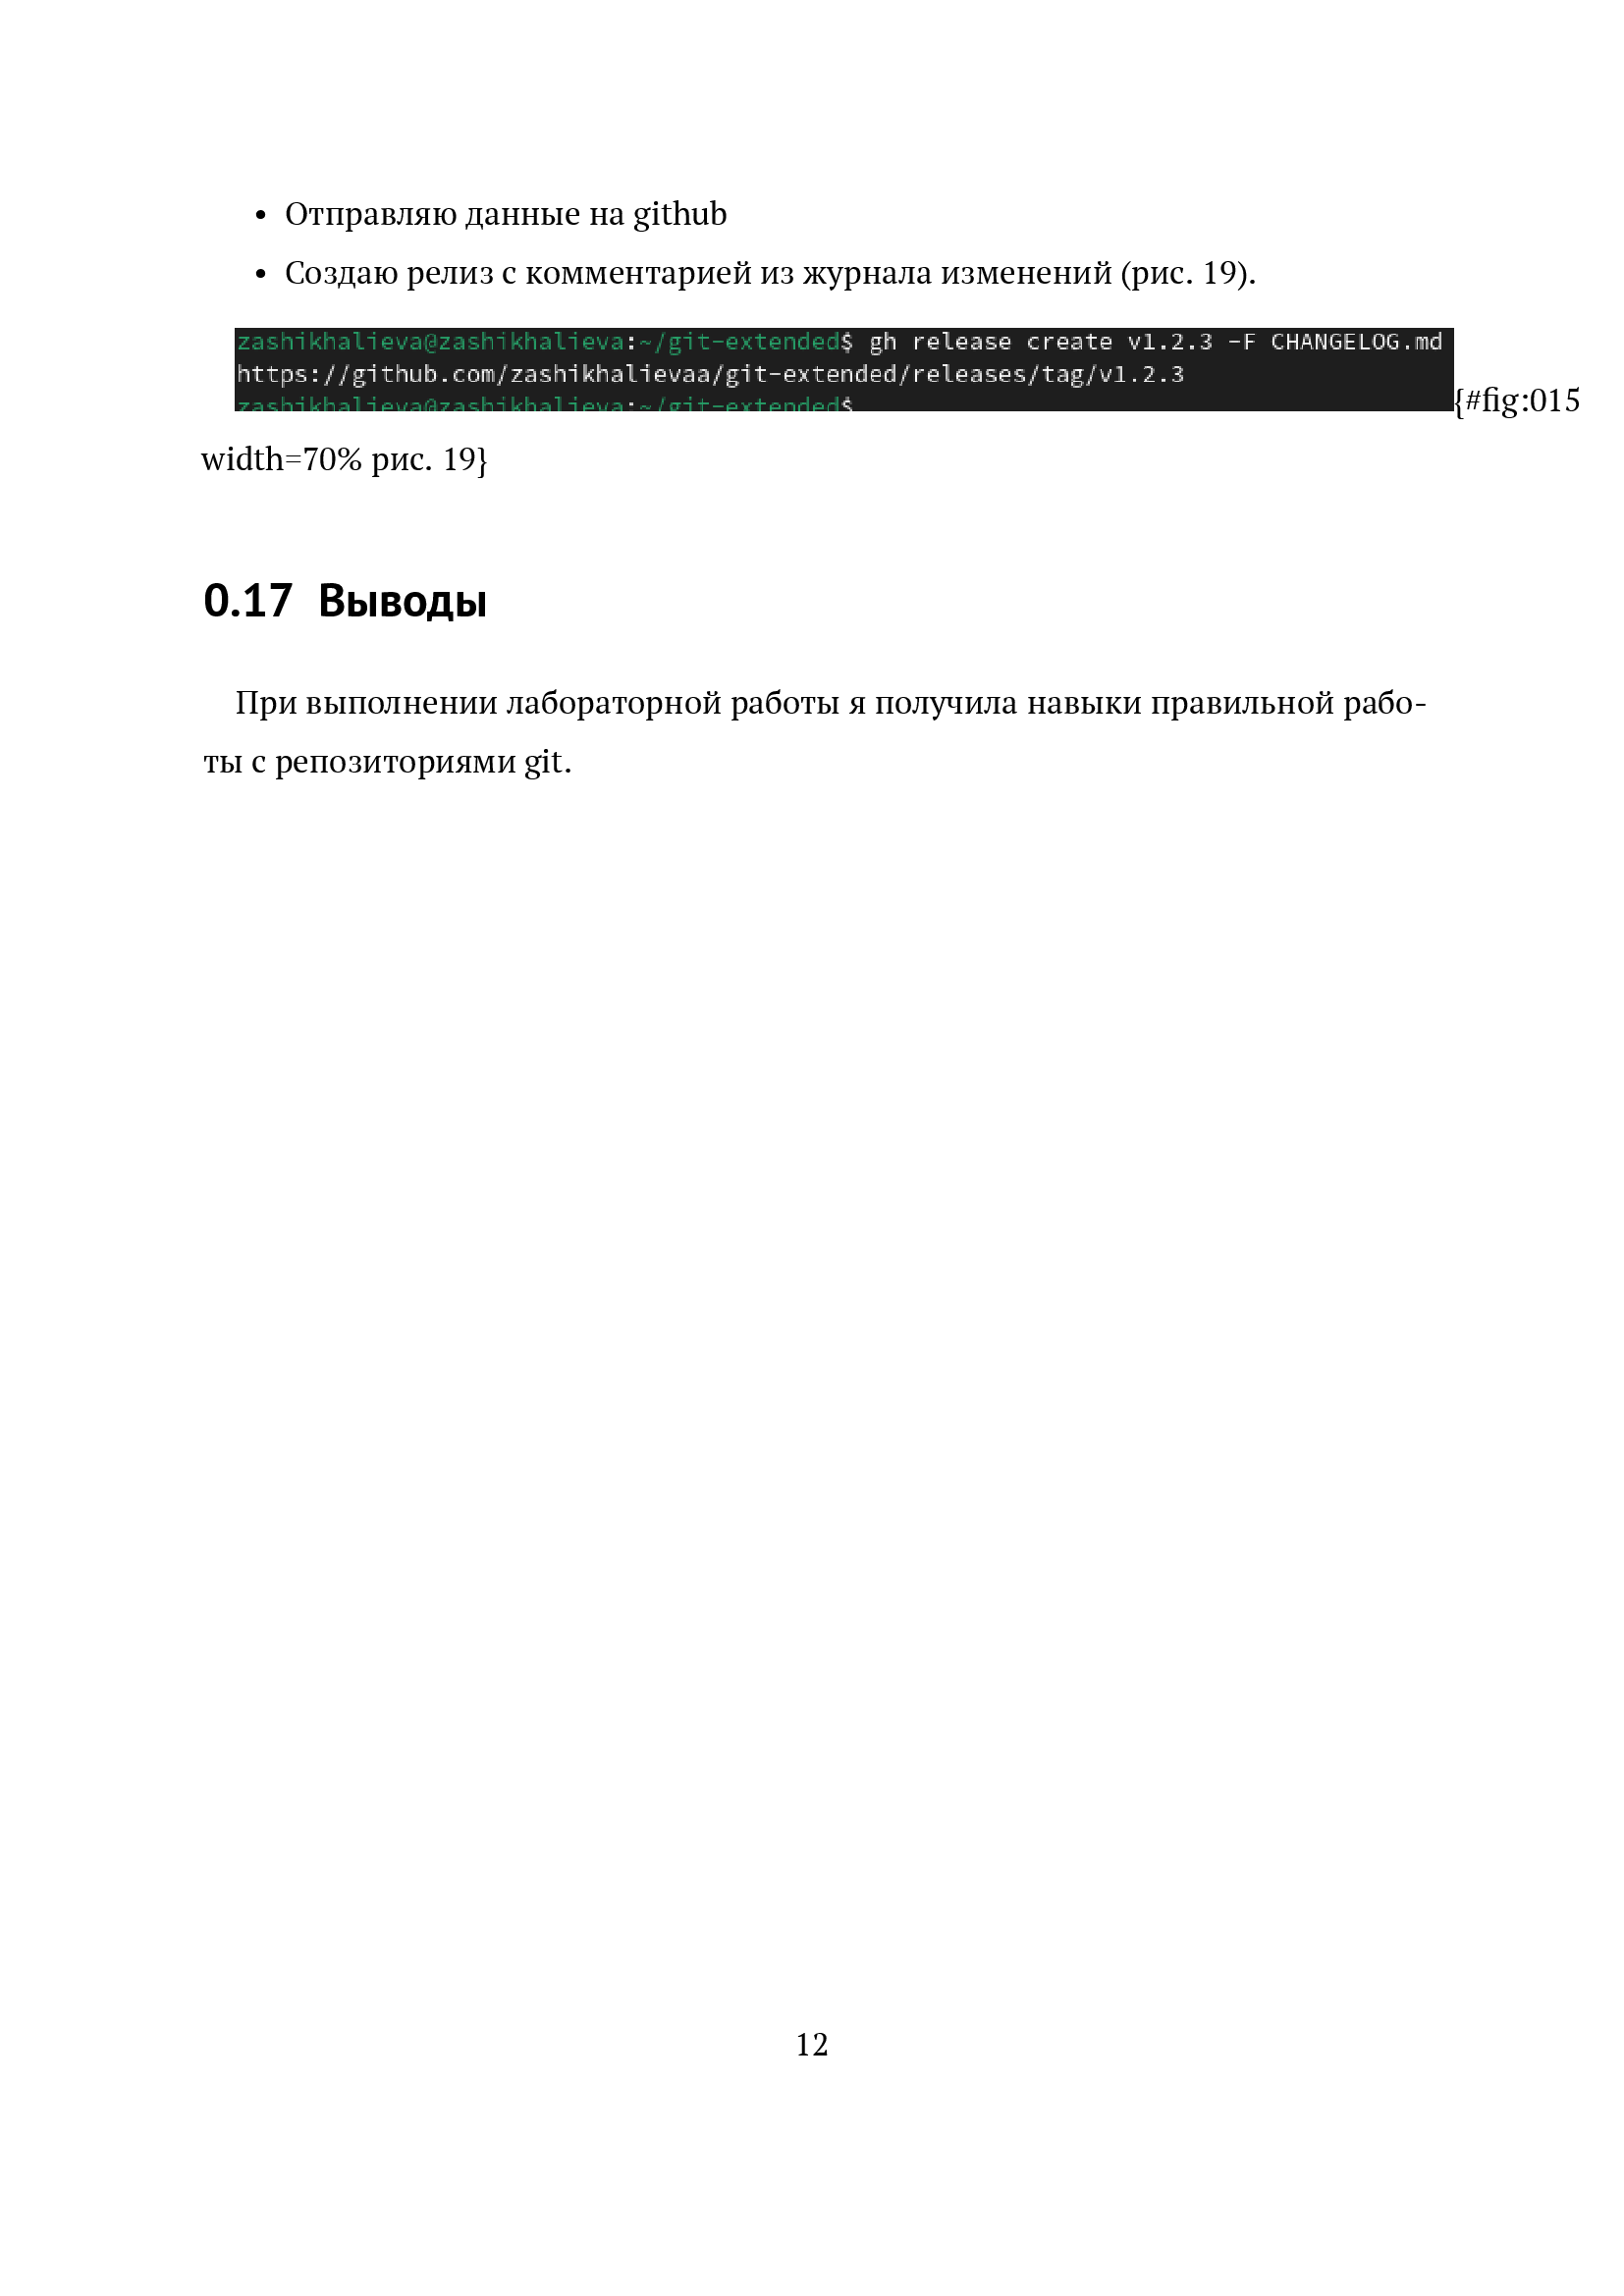 • Отправляю данные на github
• Создаю релиз с комментарией из журнала изменений (рис. 19).
zashikhalieva@zashikhalieva:~/git-extended$ gh release create v1.2.3 -F CHANGELOG.md
https://github.com/zashikhalievaa/git-extended/releases/tag/v1.2.3
zashikhalieva@zashikhalieva:~/git-extended$
{#fig:015
width=70% рис. 19}
0.17 Выводы
При выполнении лабораторной работы я получила навыки правильной рабо-
ты с репозиториями git.
12